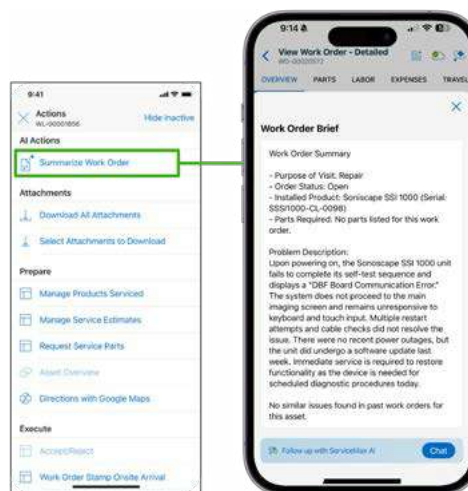 9:41
Actions
WL-00001856
Hide Inactive
AI Actions
Summarize Work Order
Attachments
Download All Attachments
Select Attachments to Download
Prepare
Manage Products Serviced
Manage Service Estimates
Request Service Parts
Asset Overview
Directions with Google Maps
Execute
Accept/Reject
Work Order Stamp Onsite Arrival
9:14
View Work Order - Detailed
OVERVIEW PARTS LABOR EXPENSES TRAVEL
Work Order Brief
Work Order Summary
- Purpose of Visit: Repair
- Order Status: Open
- Installed Product: Soniscape SSI 1000 (Serial
SSSI1000-CL-0098)
- Parts Required: No parts listed for this work
order.
Problem Description:
Upon powering on, the Sonoscape SSI 1000 unit
fails to complete its self-test sequence and
displays a "DBF Board Communication Error."
The system does not proceed to the main
imaging screen and remains unresponsive to
keyboard and touch input. Multiple restart
attempts and cable checks did not resolve the
issue. There were no recent power outages, but
the unit did undergo a software update last
week. Immediate service is required to restore
functionality as the device is needed for
scheduled diagnostic procedures today.
No similar issues found in past work orders for
this asset.
Follow up with ServiceMax AI
Chat